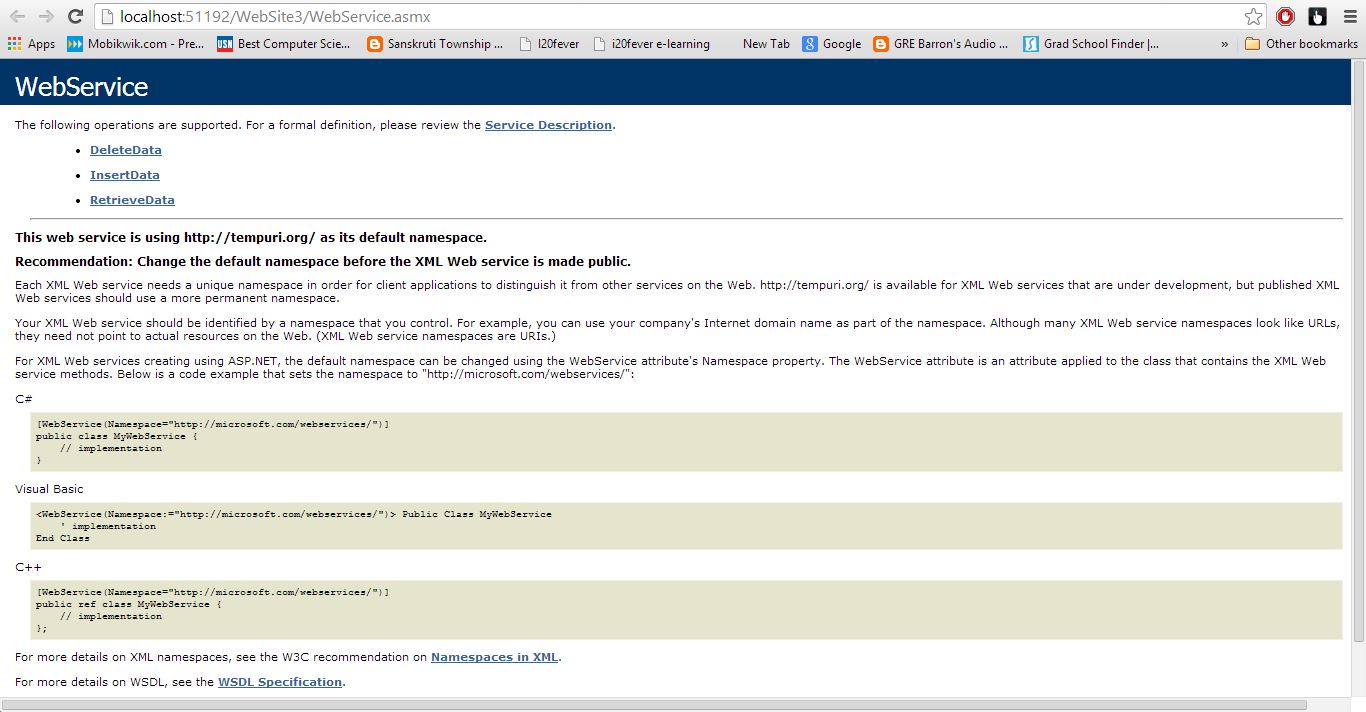 localhost:51192/WebSite3/WebService.asmx
Apps Mobikwik.com - Pre... USN Best Computer Scie... Sanskruti Township ... I20fever i20fever e-learning New Tab 8 Google GRE Barron's Audio ... Grad School Finder |... » Other bookmarks
WebService
The following operations are supported. For a formal definition, please review the Service Description.
• DeleteData
• InsertData
• RetrieveData
This web service is using http://tempuri.org/ as its default namespace.
Recommendation: Change the default namespace before the XML Web service is made public.
Each XML Web service needs a unique namespace in order for client applications to distinguish it from other services on the Web. http://tempuri.org/ is available for XML Web services that are under development, but published XML
Web services should use a more permanent namespace.
Your XML Web service should be identified by a namespace that you control. For example, you can use your company's Internet domain name as part of the namespace. Although many XML Web service namespaces look like URLs,
they need not point to actual resources on the Web. (XML Web service namespaces are URIs.)
For XML Web services creating using ASP.NET, the default namespace can be changed using the WebService attribute's Namespace property. The WebService attribute is an attribute applied to the class that contains the XML Web
service methods. Below is a code example that sets the namespace to "http://microsoft.com/webservices/":
C#
[WebService(Namespace="http://microsoft.com/webservices/")]
public class MyWebService {
// implementation
}
Visual Basic
<WebService(Namespace:="http://microsoft.com/webservices/")> Public Class MyWebService
' implementation
End Class
C++
[WebService(Namespace="http://microsoft.com/webservices/")]
public ref class MyWebService {
// implementation
};
For more details on XML namespaces, see the W3C recommendation on Namespaces in XML.
For more details on WSDL, see the WSDL Specification.